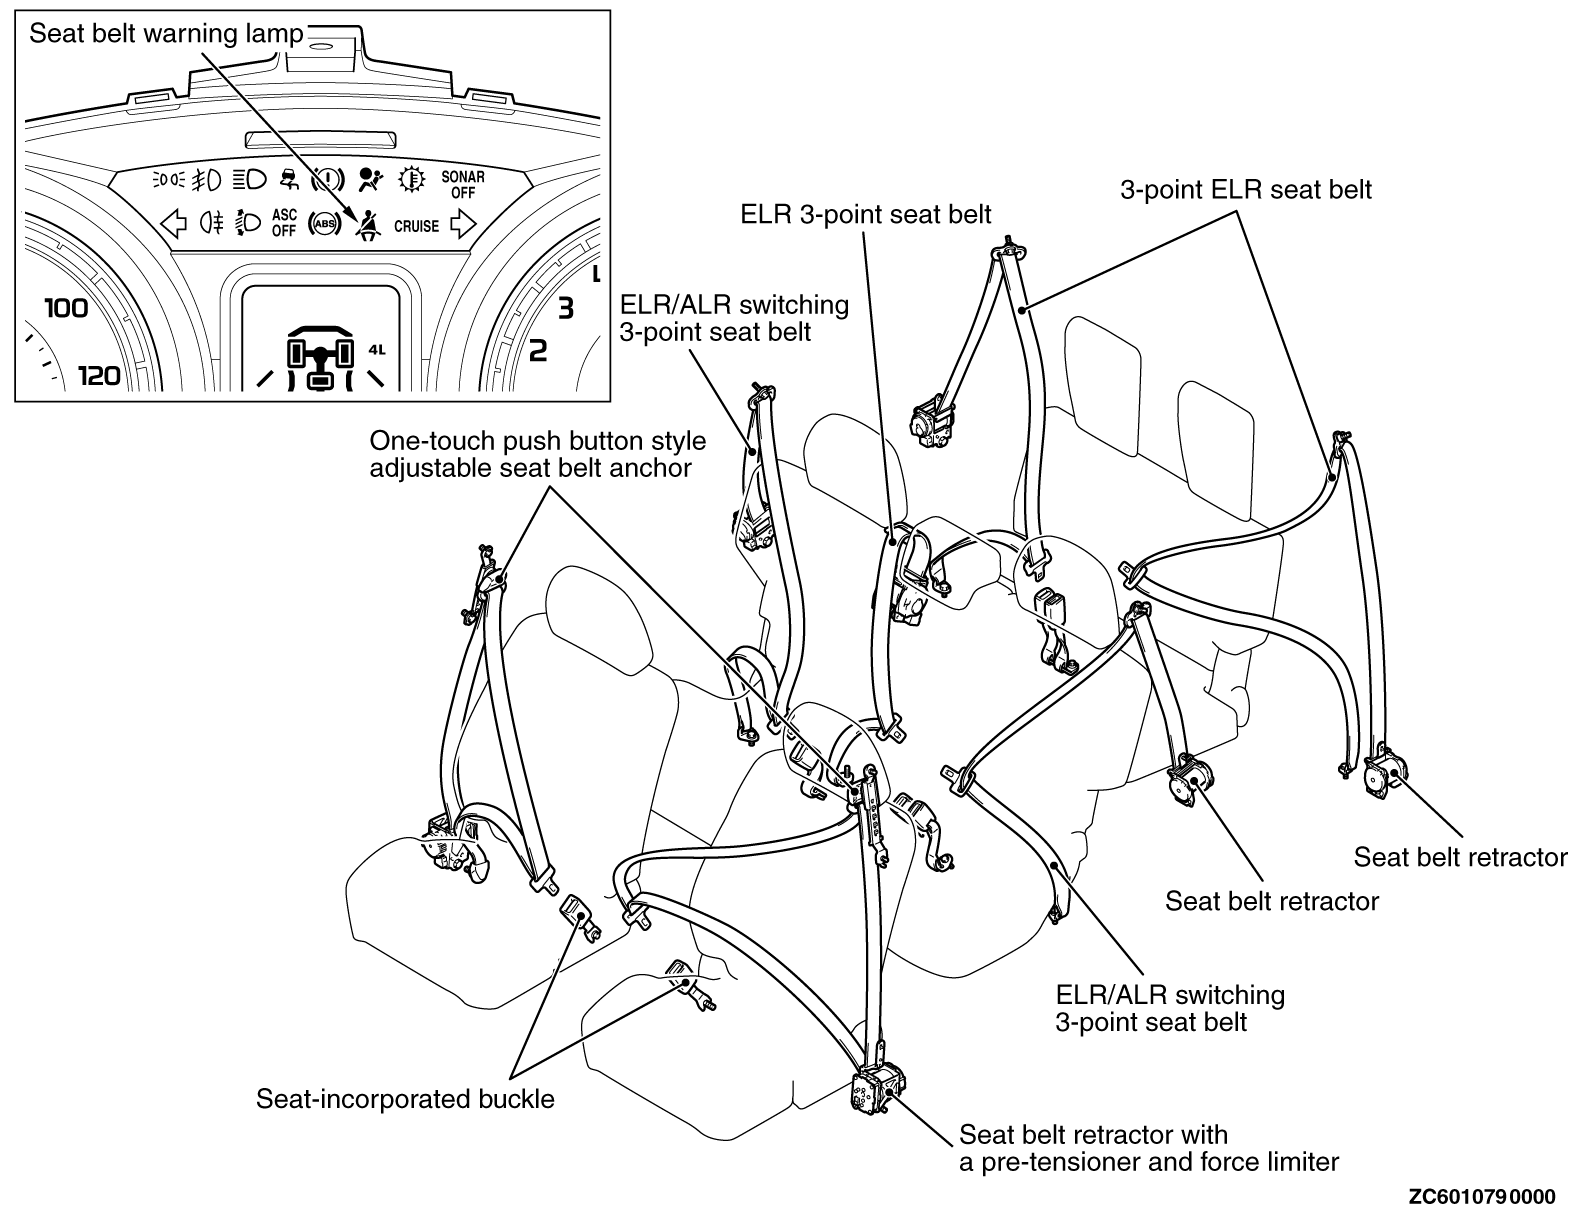 Seat belt warning lamp
SONAR
OFF
ASC
OFF
ABS
CRUISE
100
120
4L
3
2
3-point ELR seat belt
ELR 3-point seat belt
ELR/ALR switching
3-point seat belt
One-touch push button style
adjustable seat belt anchor
Seat belt retractor
Seat belt retractor
ELR/ALR switching
3-point seat belt
Seat-incorporated buckle
Seat belt retractor with
a pre-tensioner and force limiter
ZC6010790000